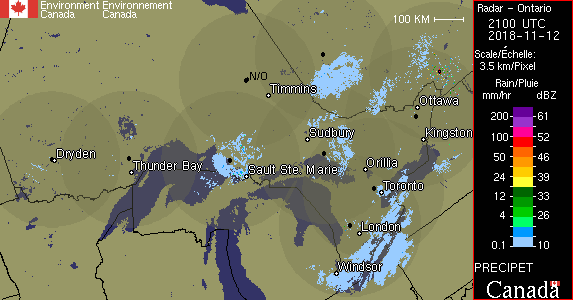 Environment Environnement
Canada Canada
100 KM
N/O
Timmins
Ottawa
Sudbury
Kingston
Dryden
Thunder Bay
Sault Ste. Marie
Orillia
Toronto
London
Windsor
Radar - Ontario
2100 UTC
2018-11-12
Scale/Échelle:
3.5 km/Pixel
Rain/Pluie
mm/hr dBZ
200 61
100 52
50 46
24 39
12 33
4 26
0.1 10
PRECIPET
Canada